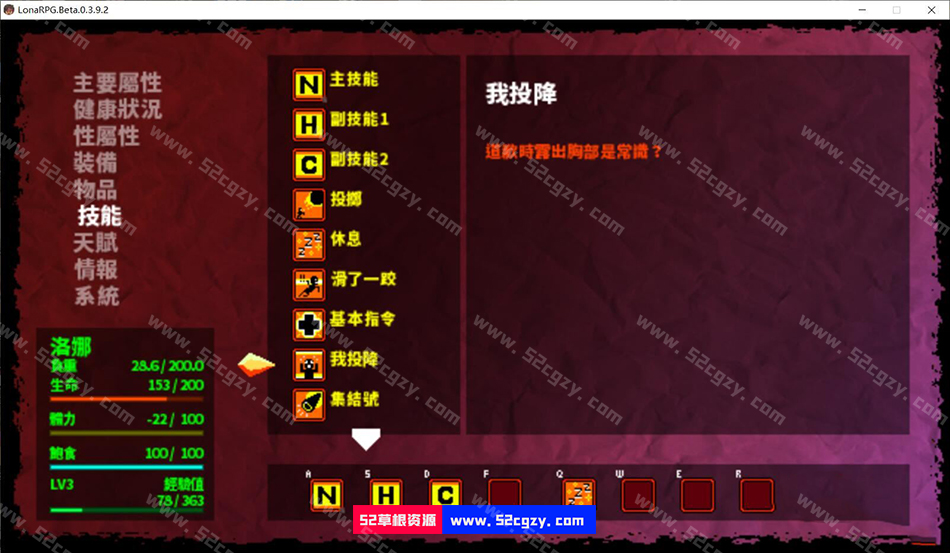 LonaRPG.Beta.0.3.9.2
主要屬性
健康狀況
性屬性
裝備
物品
技能
天賦
情報
系統
N 主技能
H 副技能1
C 副技能2
投擲
休息
滑了一跤
基本指令
我投降
集結號
我投降
道歉時露出胸部是常識？
洛娜
負重 28.6/200.0
生命 153/200
體力 -22/ 100
飽食 100/ 100
LV3 經驗值
78/363
A S D F Q W E R
N H C
52草根资源 www.52cgzy.com
www.52cgzy.com